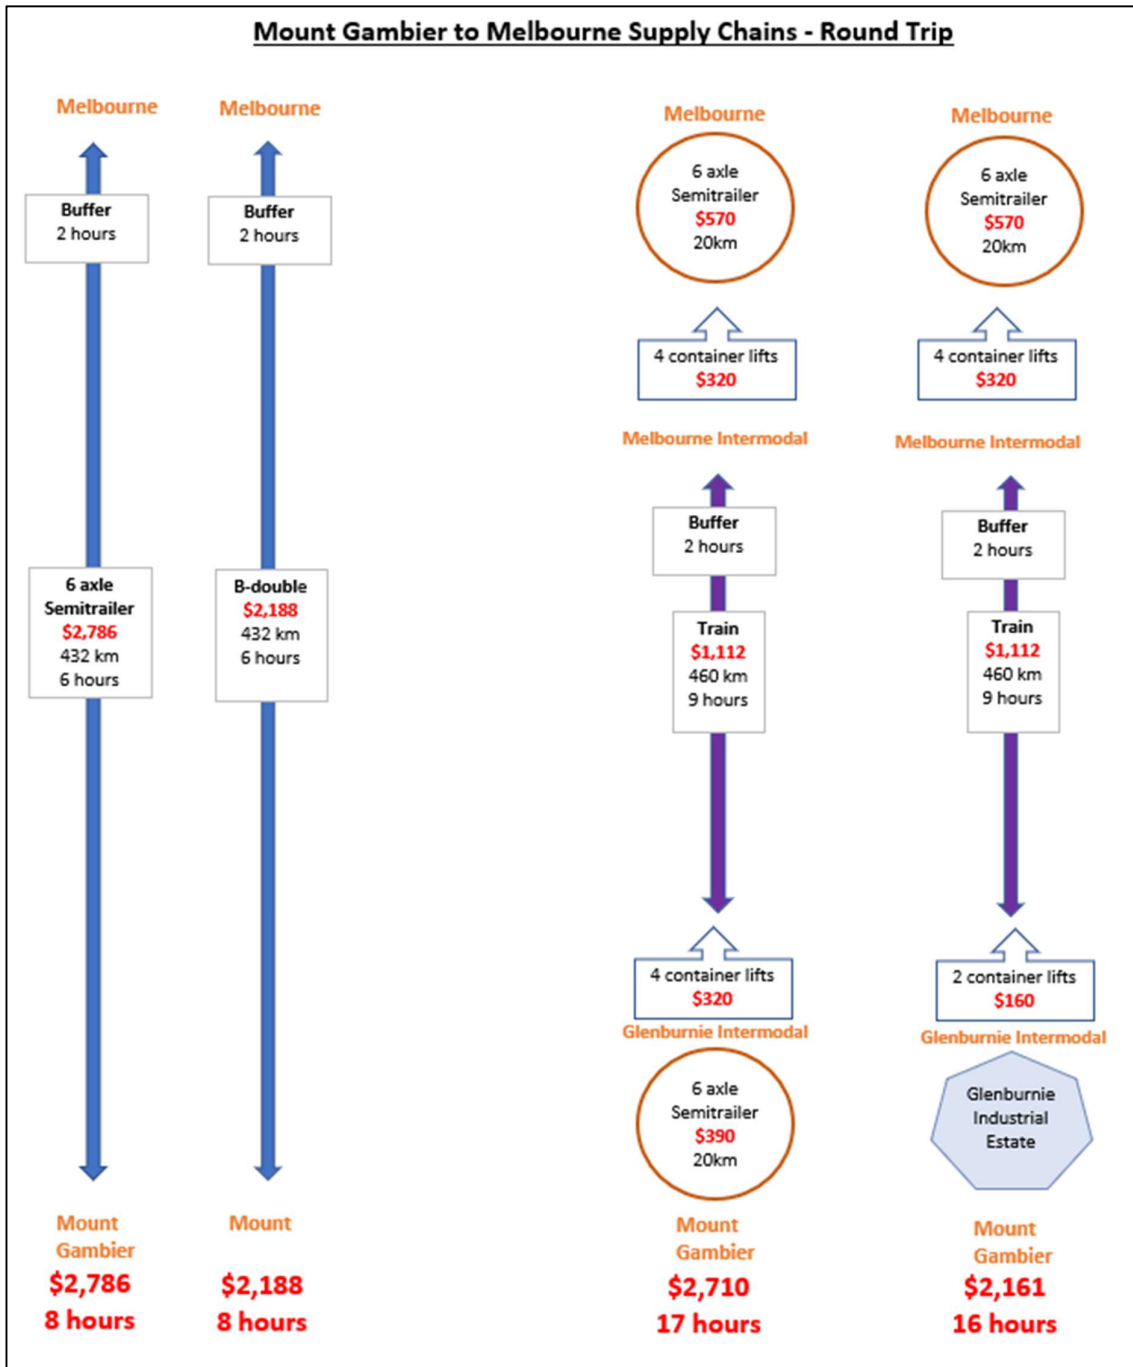 Mount Gambier to Melbourne Supply Chains - Round Trip
Melbourne
Buffer
2 hours
6 axle
Semitrailer
$2,786
432 km
6 hours
Mount
Gambier
$2,786
8 hours
Melbourne
Buffer
2 hours
B-double
$2,188
432 km
6 hours
Mount
$2,188
8 hours
Melbourne
6 axle
Semitrailer
$570
20km
4 container lifts
$320
Melbourne Intermodal
Buffer
2 hours
Train
$1,112
460 km
9 hours
4 container lifts
$320
Glenburnie Intermodal
6 axle
Semitrailer
$390
20km
Mount
Gambier
$2,710
17 hours
Melbourne
6 axle
Semitrailer
$570
20km
4 container lifts
$320
Melbourne Intermodal
Buffer
2 hours
Train
$1,112
460 km
9 hours
2 container lifts
$160
Glenburnie Intermodal
Glenburnie
Industrial
Estate
Mount
Gambier
$2,161
16 hours